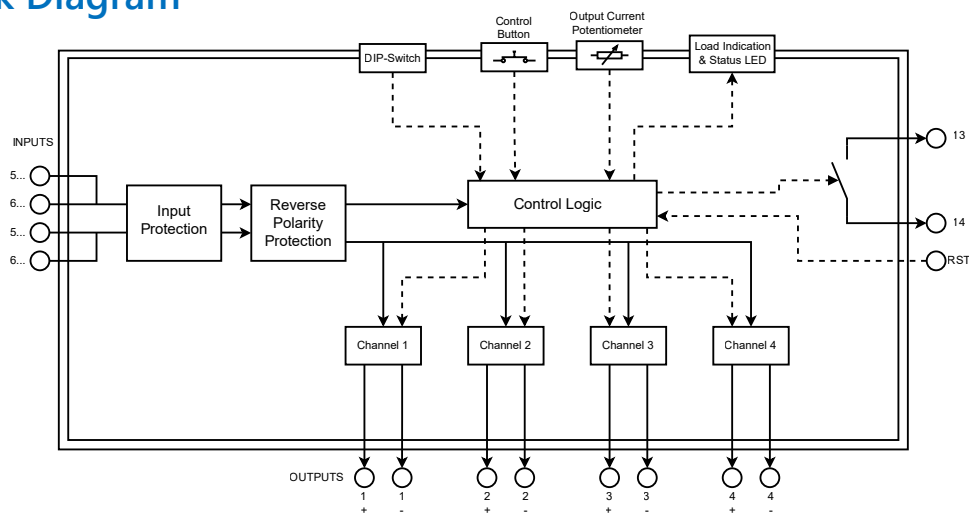 k Diagram
Control
Button
Output Current
Potentiometer
DIP-Switch
Load Indication
& Status LED
INPUTS
5...
6...
5...
6...
Input
Protection
Reverse
Polarity
Protection
Control Logic
13
14
RST
Channel 1
Channel 2
Channel 3
Channel 4
OUTPUTS
1
+
1
-
2
+
2
-
3
+
3
-
4
+
4
-